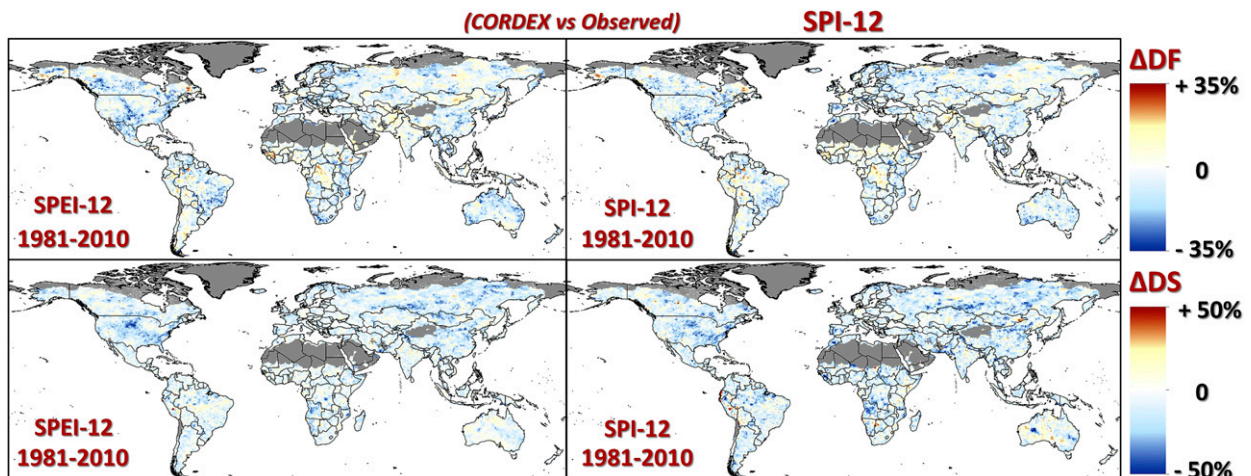 (CORDEX vs Observed) SPI-12
ΔDF
+ 35%
0
- 35%
SPEI-12
1981-2010
SPI-12
1981-2010
ΔDS
+ 50%
0
- 50%
SPEI-12
1981-2010
SPI-12
1981-2010